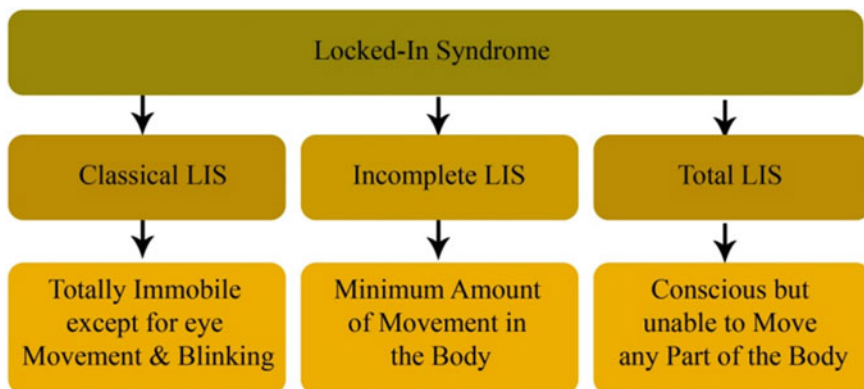 Locked-In Syndrome
Classical LIS
Incomplete LIS
Total LIS
Totally Immobile
except for eye
Movement & Blinking
Minimum Amount
of Movement in
the Body
Conscious but
unable to Move
any Part of the Body